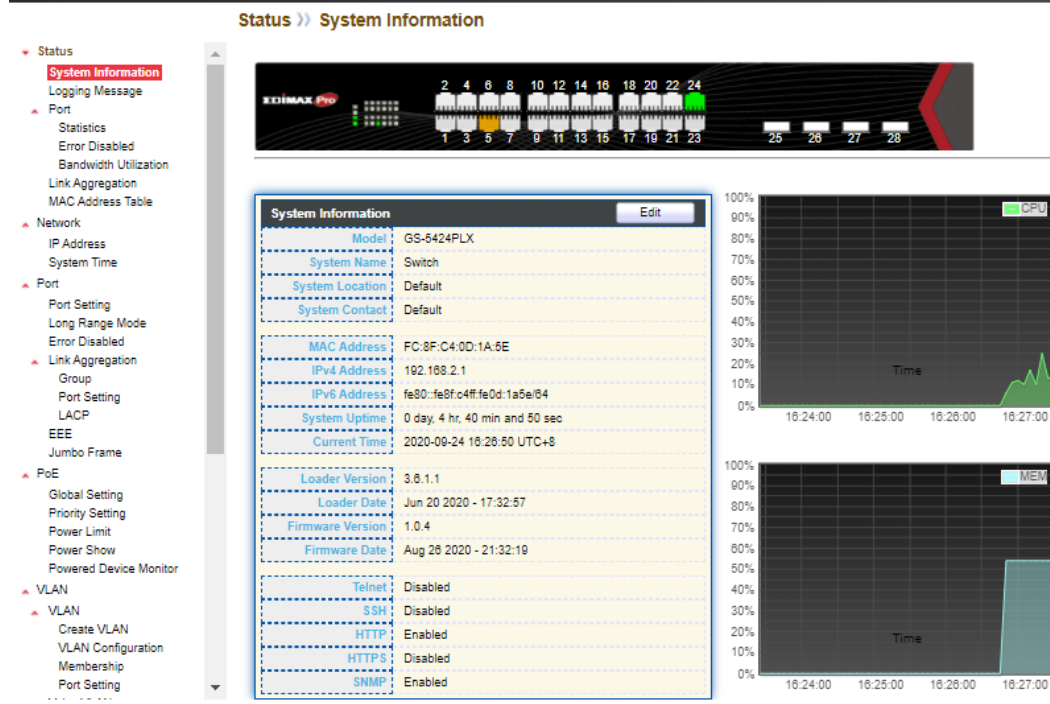 Status » System Information
Status
System Information
Logging Message
Port
Statistics
Error Disabled
Bandwidth Utilization
Link Aggregation
MAC Address Table
Network
IP Address
System Time
Port
Port Setting
Long Range Mode
Error Disabled
Link Aggregation
Group
Port Setting
LACP
EEE
Jumbo Frame
PoE
Global Setting
Priority Setting
Power Limit
Power Show
Powered Device Monitor
VLAN
VLAN
Create VLAN
VLAN Configuration
Membership
Port Setting
EDIMAX Pro
2 4 6 8 10 12 14 16 18 20 22 24
1 3 5 7 9 11 13 15 17 19 21 23 25 26 27 28
System Information Edit
Model GS-5424PLX
System Name Switch
System Location Default
System Contact Default
MAC Address FC:8F:C4:0D:1A:5E
IPv4 Address 192.168.2.1
IPv6 Address fe80::fe8f:c4ff:fe0d:1a5e/64
System Uptime 0 day, 4 hr, 40 min and 50 sec
Current Time 2020-09-24 16:26:50 UTC+8
Loader Version 3.6.1.1
Loader Date Jun 20 2020 - 17:32:57
Firmware Version 1.0.4
Firmware Date Aug 26 2020 - 21:32:19
Telnet Disabled
SSH Disabled
HTTP Enabled
HTTPS Disabled
SNMP Enabled
100%
90%
80%
70%
60%
50%
40%
30%
20%
10%
0%
CPU
Time
16:24:00 16:25:00 16:26:00 16:27:00
100%
90%
80%
70%
60%
50%
40%
30%
20%
10%
0%
MEM
Time
16:24:00 16:25:00 16:26:00 16:27:00